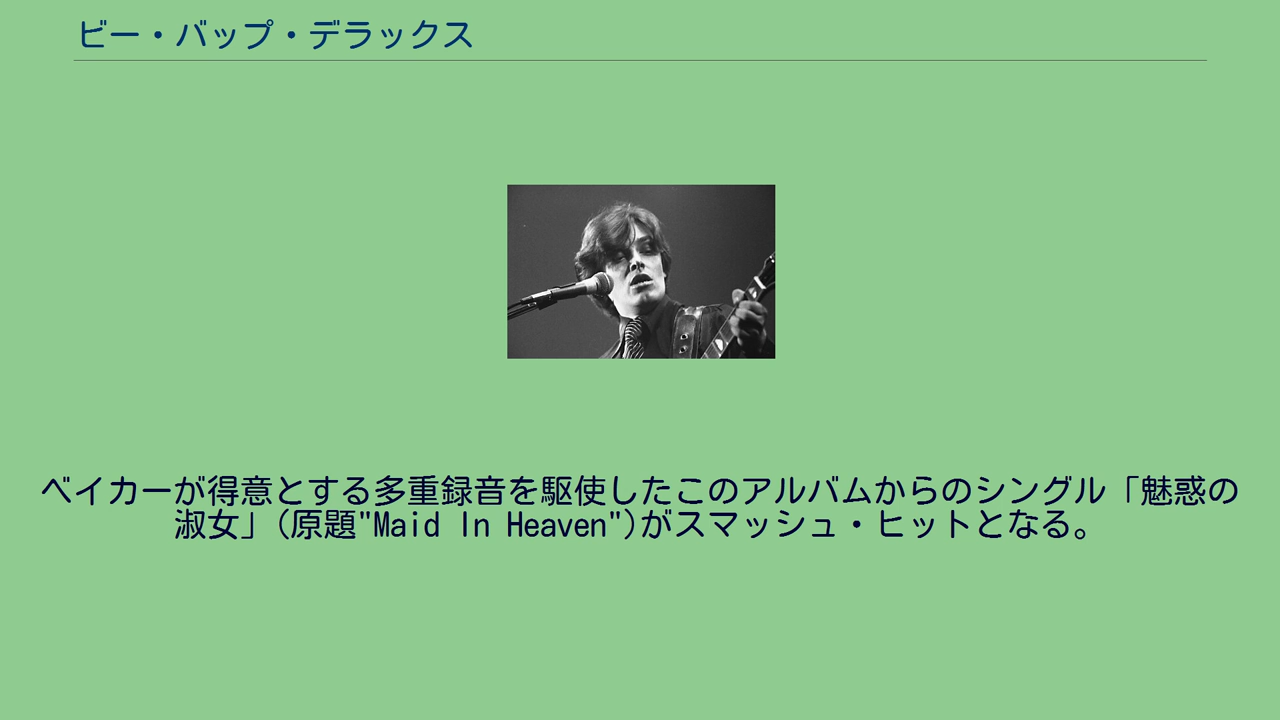 ビー・バップ・デラックス
ベイカーが得意とする多重録音を駆使したこのアルバムからのシングル「魅惑の
淑女」(原題"Maid In Heaven")がスマッシュ・ヒットとなる。